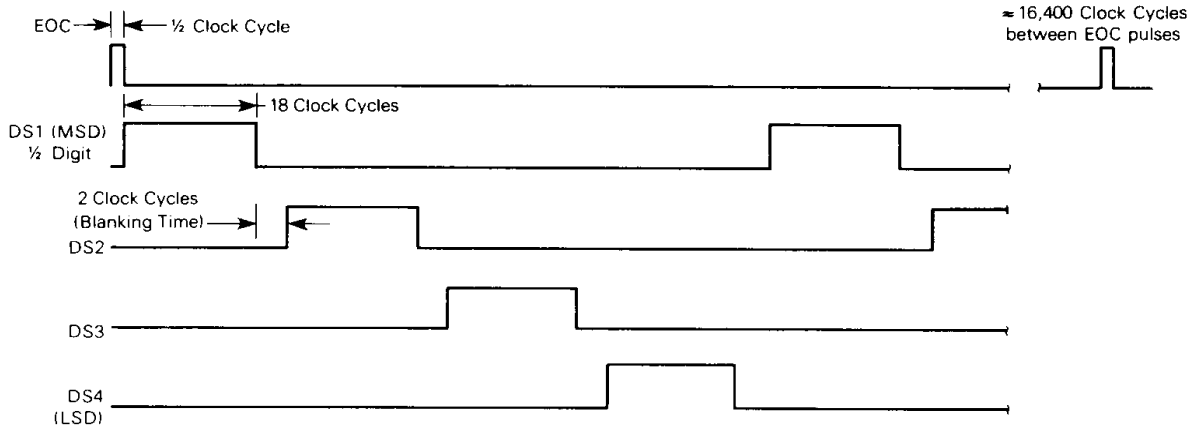 EOC
½ Clock Cycle
≈ 16,400 Clock Cycles
between EOC pulses
18 Clock Cycles
DS1 (MSD)
½ Digit
2 Clock Cycles
(Blanking Time)
DS2
DS3
DS4
(LSD)